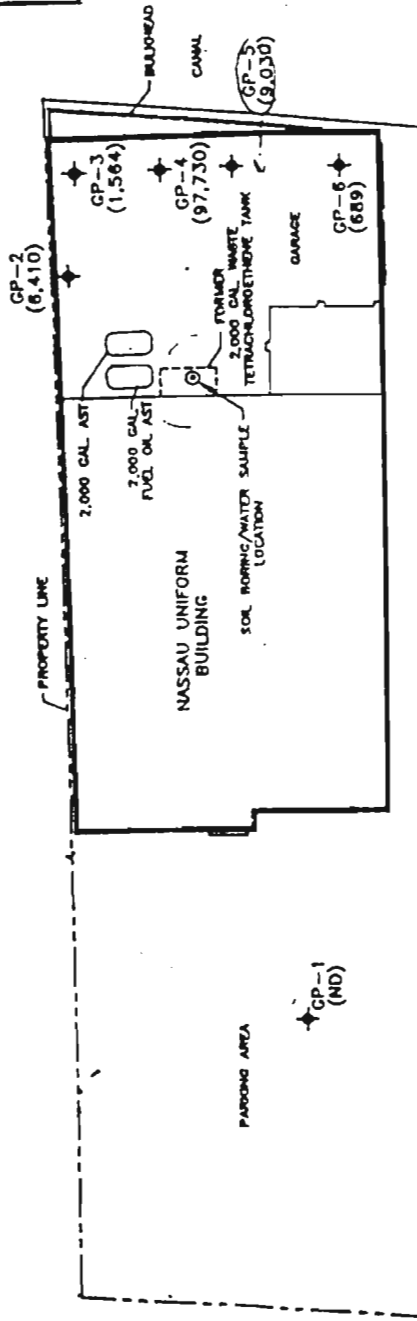 PROPERTY LINE
GP-2
(6,410)
BULKHEAD
CANAL
GP-3
(1,564)
GP-4
(97,730)
GP-5
(9,030)
GP-6
(689)
2,000 GAL AST
2,000 GAL
FUEL OIL AST
FORMER
2,000 GAL WASTE
TETRACHLOROETHENE TANK
GARAGE
NASSAU UNIFORM
BUILDING
SOIL BORING/WATER SAMPLE
LOCATION
PARKING AREA
GP-1
(ND)